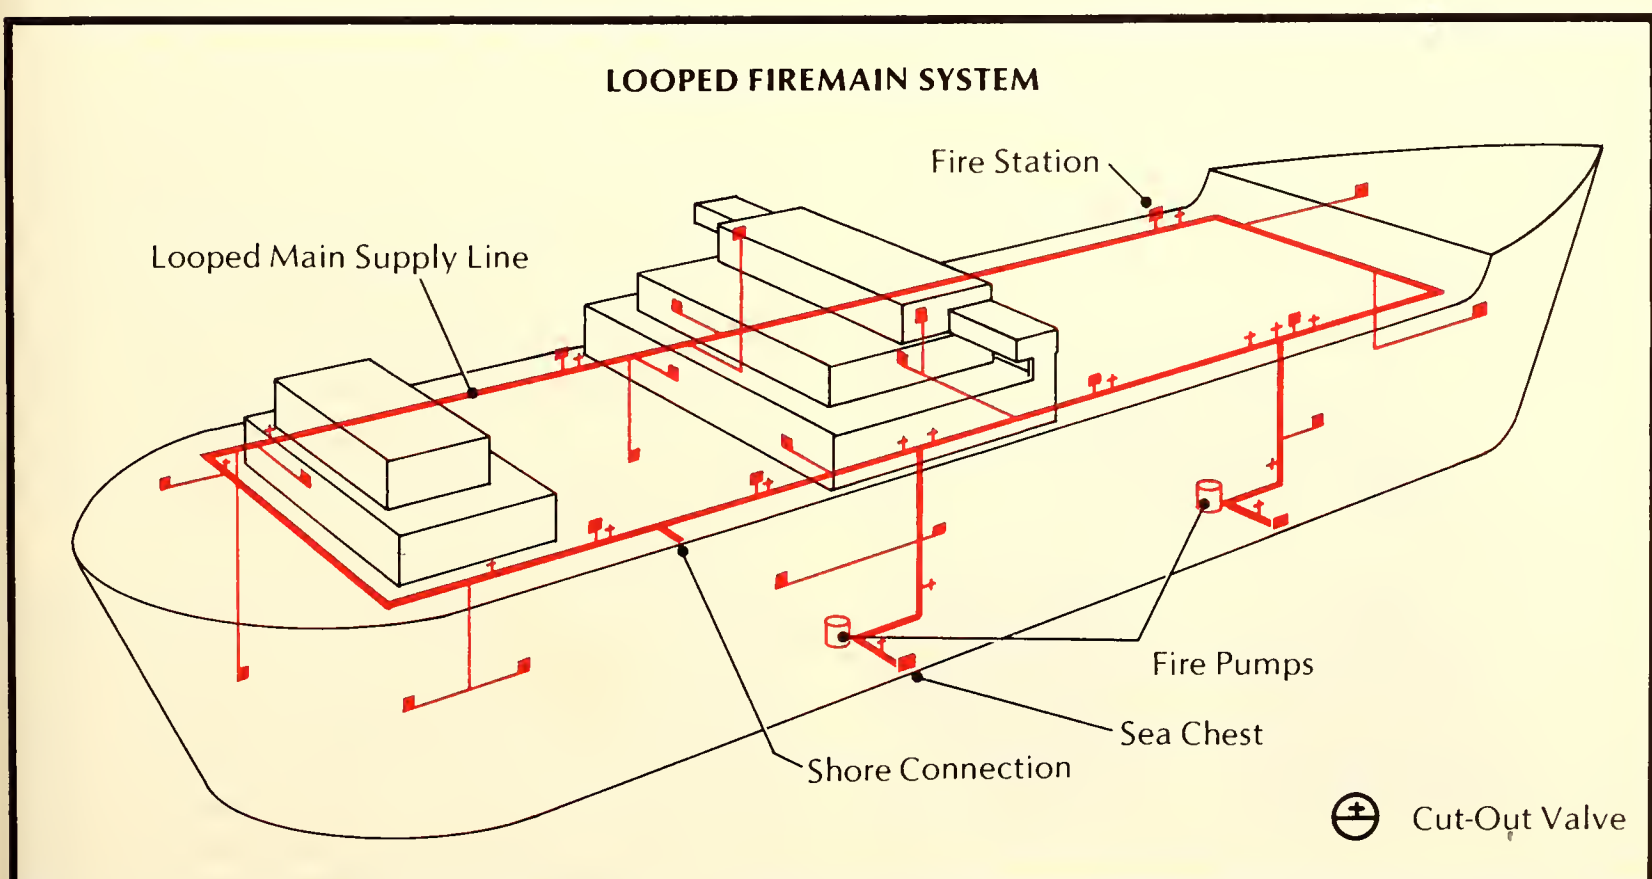 LOOPED FIREMAIN SYSTEM
Fire Station
Looped Main Supply Line
Fire Pumps
Sea Chest
Shore Connection
Cut-Out Valve